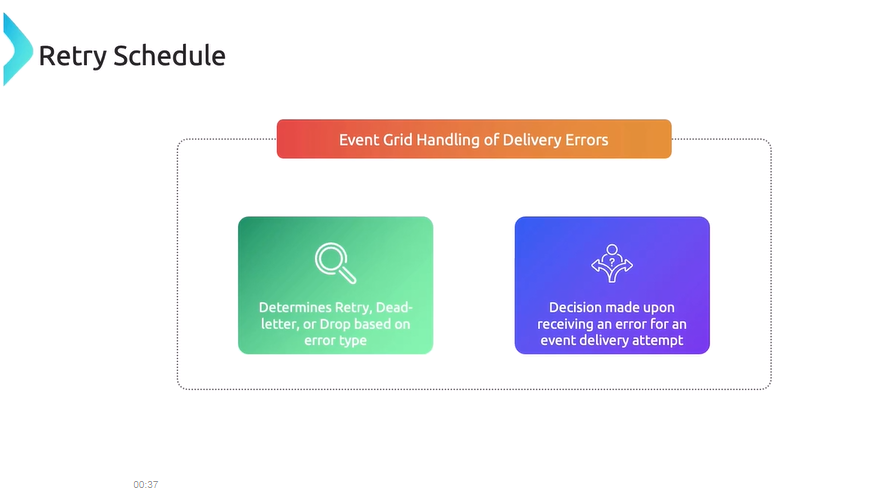 Retry Schedule
Event Grid Handling of Delivery Errors
Determines Retry, Dead-
letter, or Drop based on
error type
?
Decision made upon
receiving an error for an
event delivery attempt
00:37